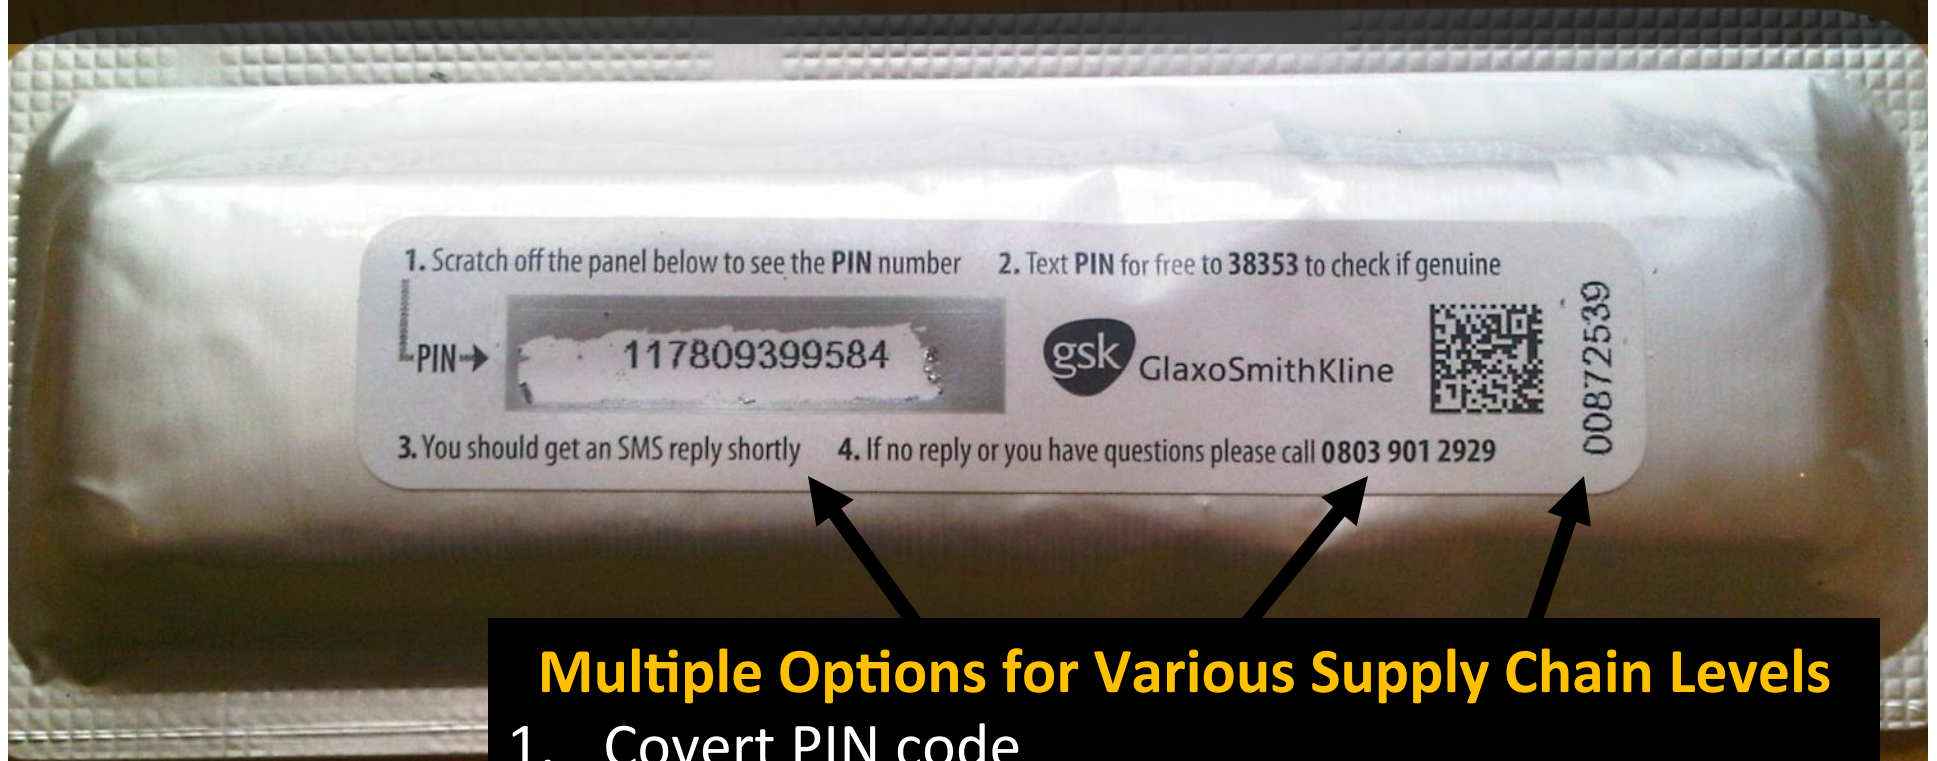 1. Scratch off the panel below to see the PIN number
2. Text PIN for free to 38353 to check if genuine
PIN
117809399584
gsk GlaxoSmithKline
00872539
3. You should get an SMS reply shortly
4. If no reply or you have questions please call 0803 901 2929
Multiple Options for Various Supply Chain Levels
1. Covert PIN code